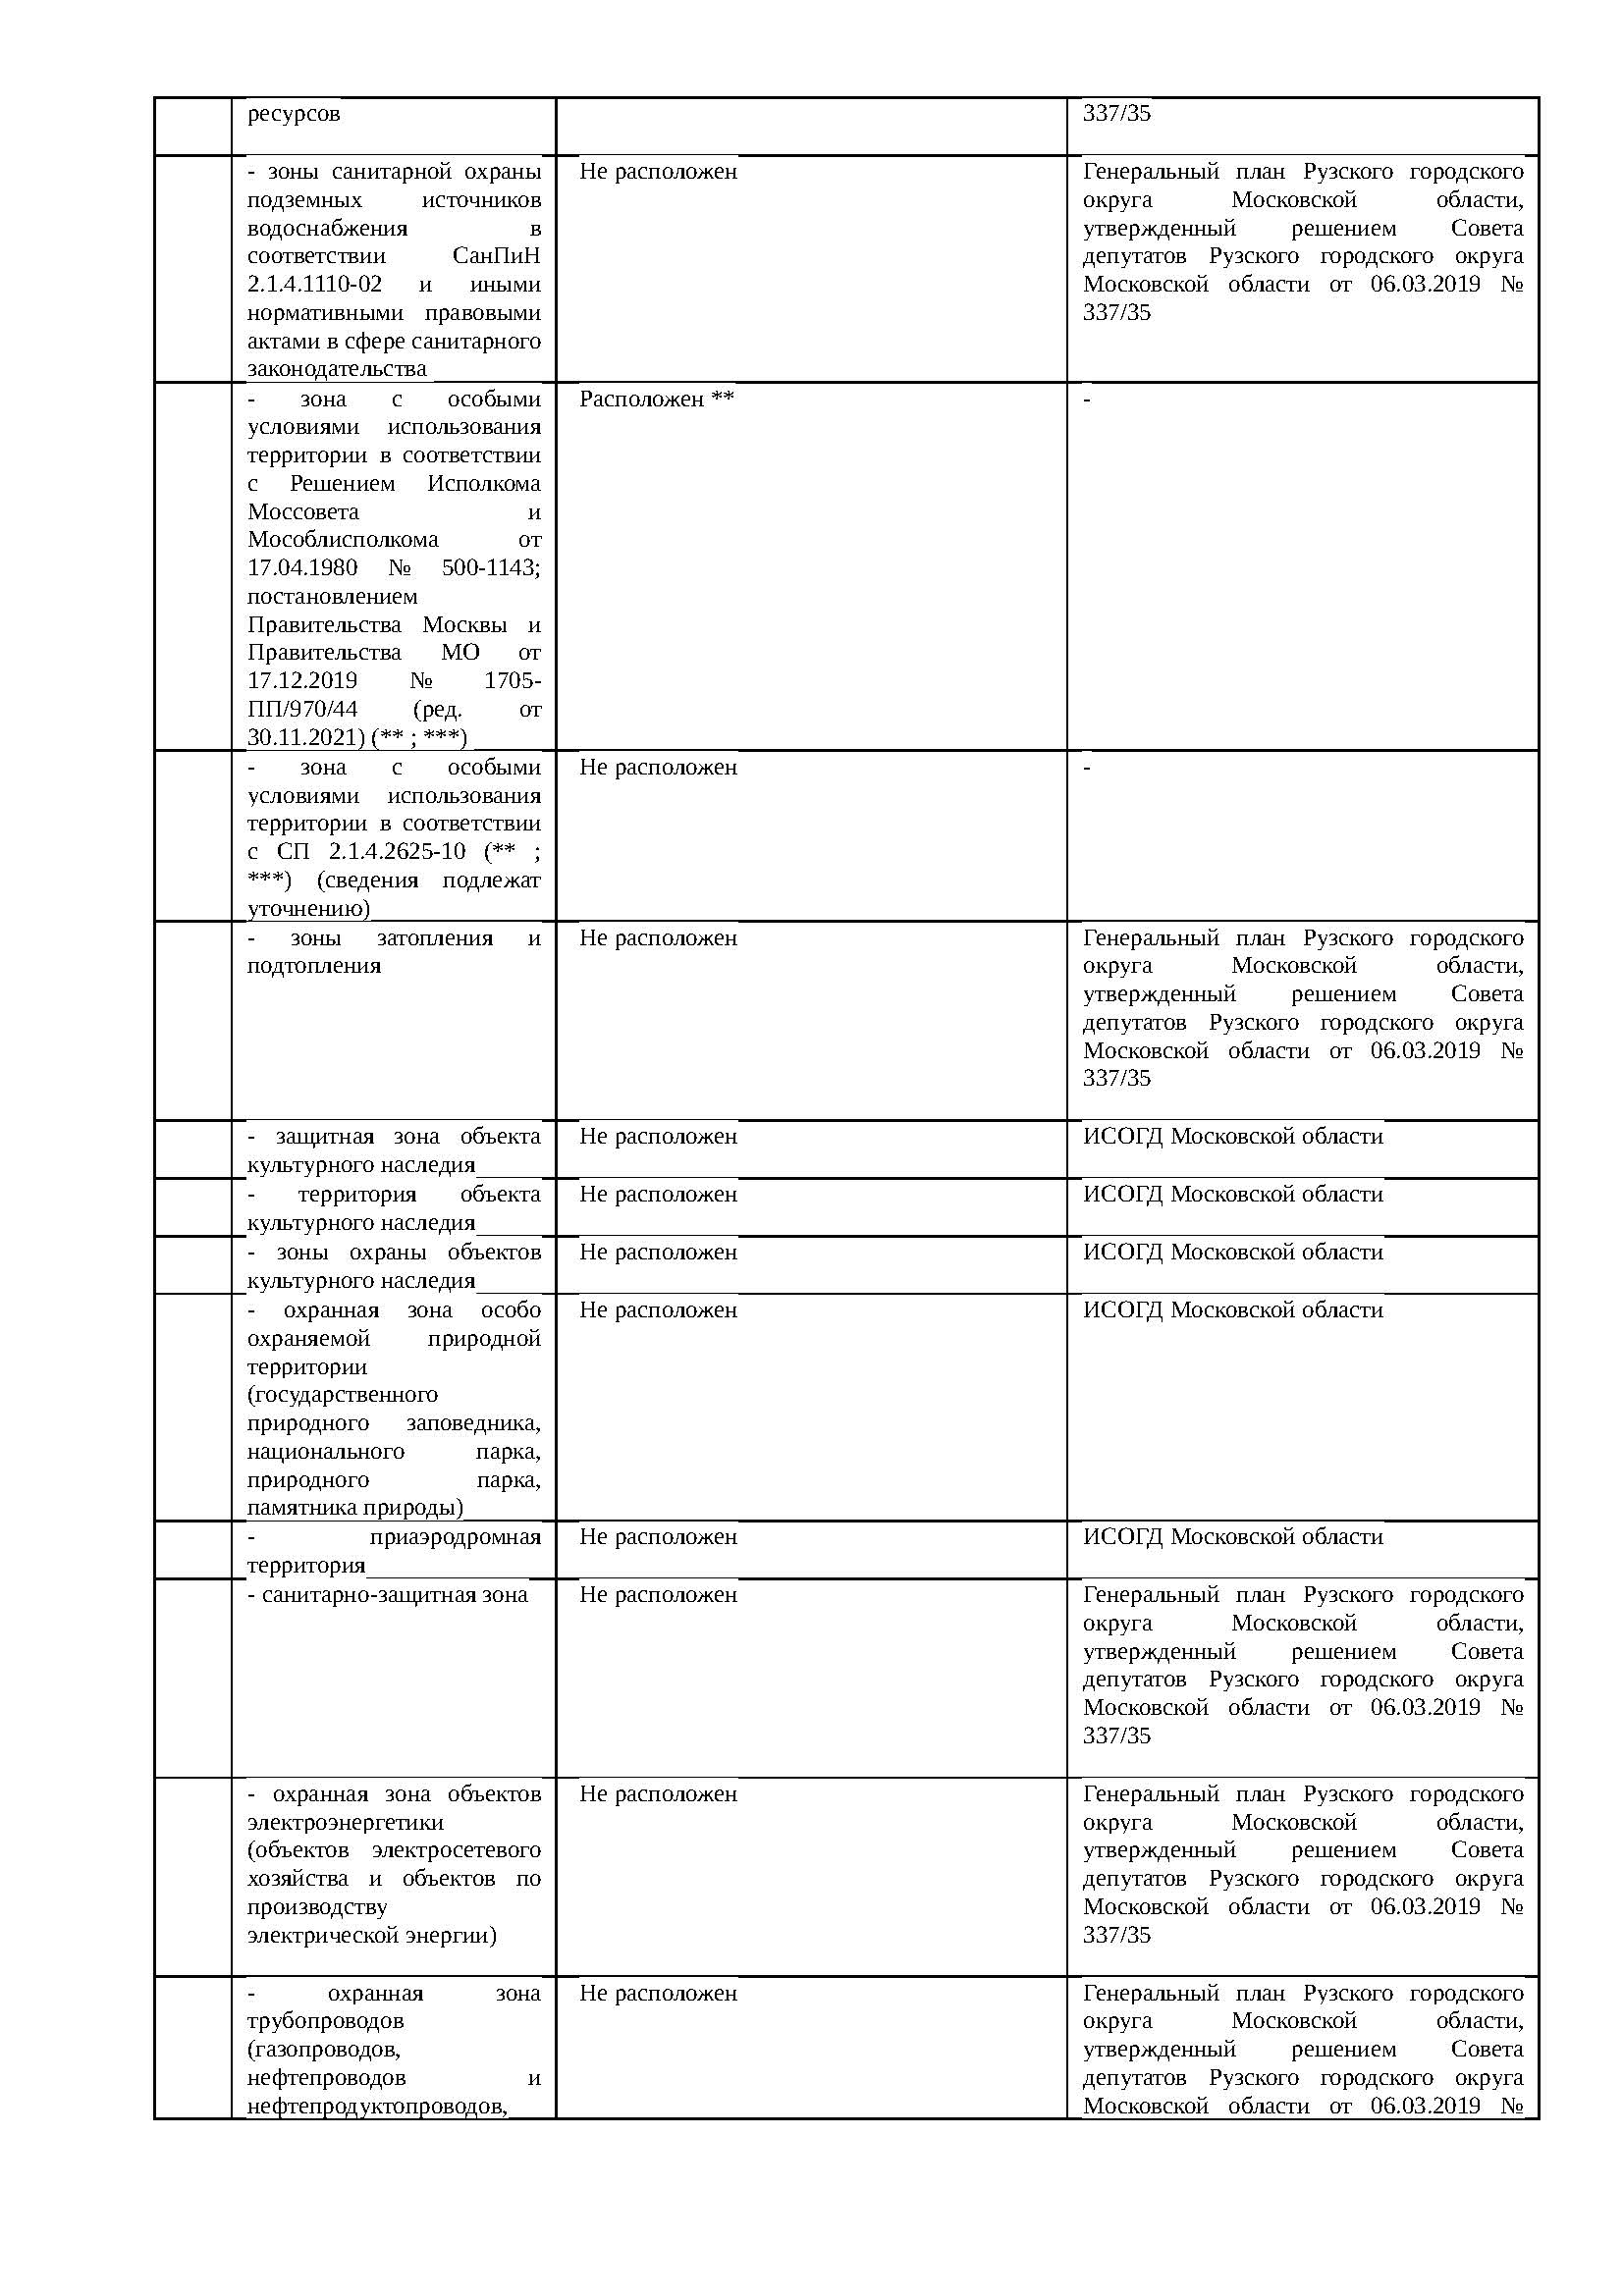 ресурсов
337/35
- зоны санитарной охраны
подземных источников
водоснабжения в
соответствии СанПиН
2.1.4.1110-02 и иными
нормативными правовыми
актами в сфере санитарного
законодательства
Не расположен
Генеральный план Рузского городского
округа Московской области,
утвержденный решением Совета
депутатов Рузского городского округа
Московской области от 06.03.2019 №
337/35
- зона с особыми
условиями использования
территории в соответствии
с Решением Исполкома
Моссовета и
Мособлисполкома от
17.04.1980 № 500-1143;
постановлением
Правительства Москвы и
Правительства МО от
17.12.2019 № 1705-
ПП/970/44 (ред. от
30.11.2021) (** ; ***)
Расположен **
-
- зона с особыми
условиями использования
территории в соответствии
с СП 2.1.4.2625-10 (** ;
***) (сведения подлежат
уточнению)
Не расположен
-
- зоны затопления и
подтопления
Не расположен
Генеральный план Рузского городского
округа Московской области,
утвержденный решением Совета
депутатов Рузского городского округа
Московской области от 06.03.2019 №
337/35
- защитная зона объекта
культурного наследия
Не расположен
ИСОГД Московской области
- территория объекта
культурного наследия
Не расположен
ИСОГД Московской области
- зоны охраны объектов
культурного наследия
Не расположен
ИСОГД Московской области
- охранная зона особо
охраняемой природной
территории
(государственного
природного заповедника,
национального парка,
природного парка,
памятника природы)
Не расположен
ИСОГД Московской области
- приаэродромная
территория
Не расположен
ИСОГД Московской области
- санитарно-защитная зона
Не расположен
Генеральный план Рузского городского
округа Московской области,
утвержденный решением Совета
депутатов Рузского городского округа
Московской области от 06.03.2019 №
337/35
- охранная зона объектов
электроэнергетики
(объектов электросетевого
хозяйства и объектов по
производству
электрической энергии)
Не расположен
Генеральный план Рузского городского
округа Московской области,
утвержденный решением Совета
депутатов Рузского городского округа
Московской области от 06.03.2019 №
337/35
- охранная зона
трубопроводов
(газопроводов,
нефтепроводов и
нефтепродуктопроводов,
Не расположен
Генеральный план Рузского городского
округа Московской области,
утвержденный решением Совета
депутатов Рузского городского округа
Московской области от 06.03.2019 №